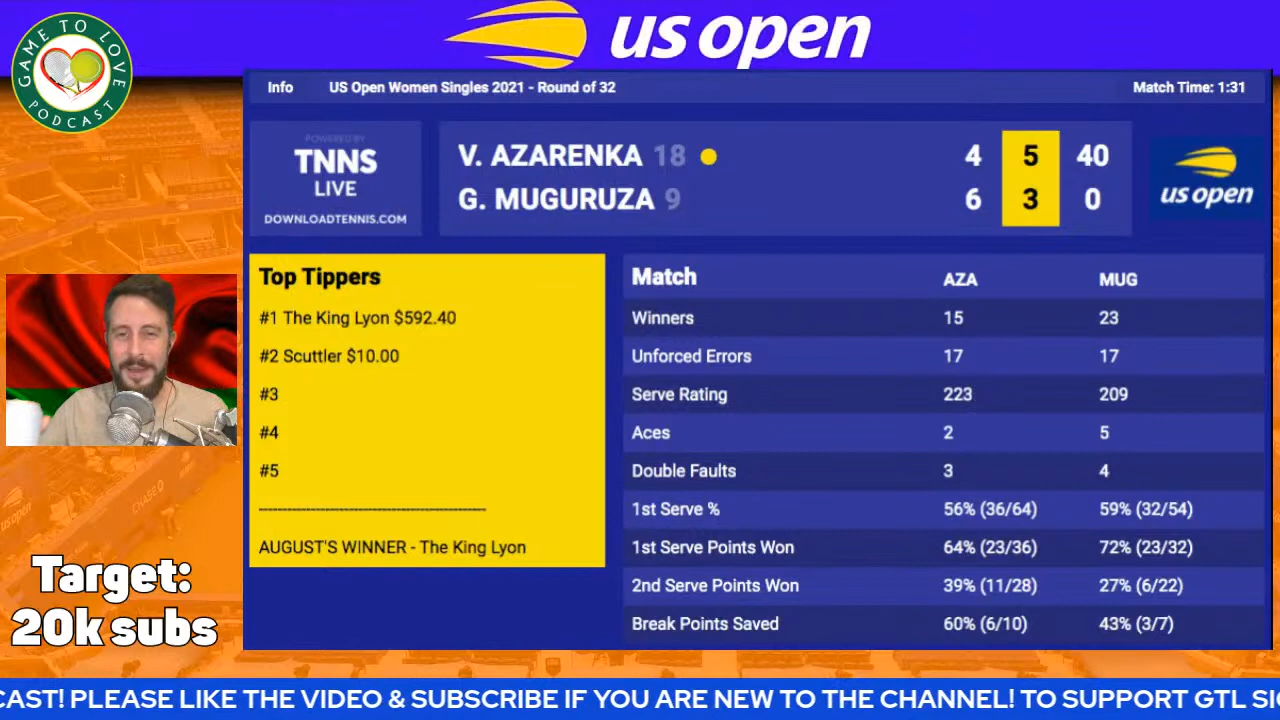 GAME TO LOVE
PODCAST
us open
Info US Open Women Singles 2021 - Round of 32 Match Time: 1:31
POWERED BY
TNNS
LIVE
DOWNLOADTENNIS.COM
V. AZARENKA 18 4 5 40
G. MUGURUZA 9 6 3 0
us open
Top Tippers
#1 The King Lyon $592.40
#2 Scuttler $10.00
#3
#4
#5
------------------------------------------------
AUGUST'S WINNER - The King Lyon
Match AZA MUG
Winners 15 23
Unforced Errors 17 17
Serve Rating 223 209
Aces 2 5
Double Faults 3 4
1st Serve % 56% (36/64) 59% (32/54)
1st Serve Points Won 64% (23/36) 72% (23/32)
2nd Serve Points Won 39% (11/28) 27% (6/22)
Break Points Saved 60% (6/10) 43% (3/7)
CHASE
us open
Target:
20k subs
CAST! PLEASE LIKE THE VIDEO & SUBSCRIBE IF YOU ARE NEW TO THE CHANNEL! TO SUPPORT GTL SI